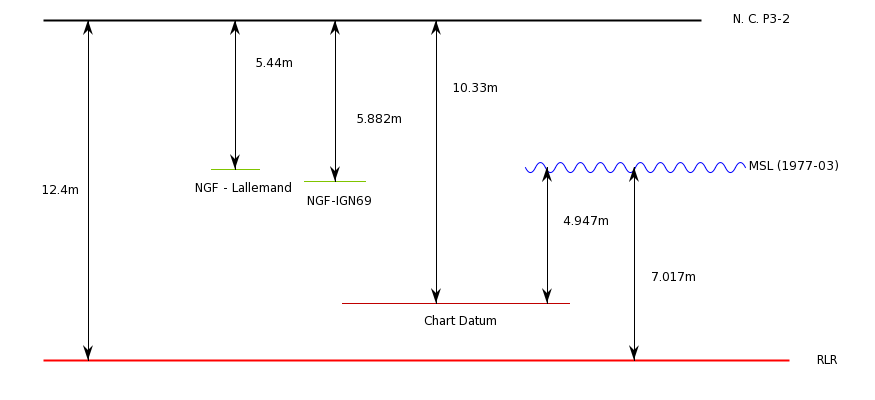 N. C. P3-2
5.44m
10.33m
5.882m
MSL (1977-03)
12.4m
NGF - Lallemand
NGF-IGN69
4.947m
7.017m
Chart Datum
RLR